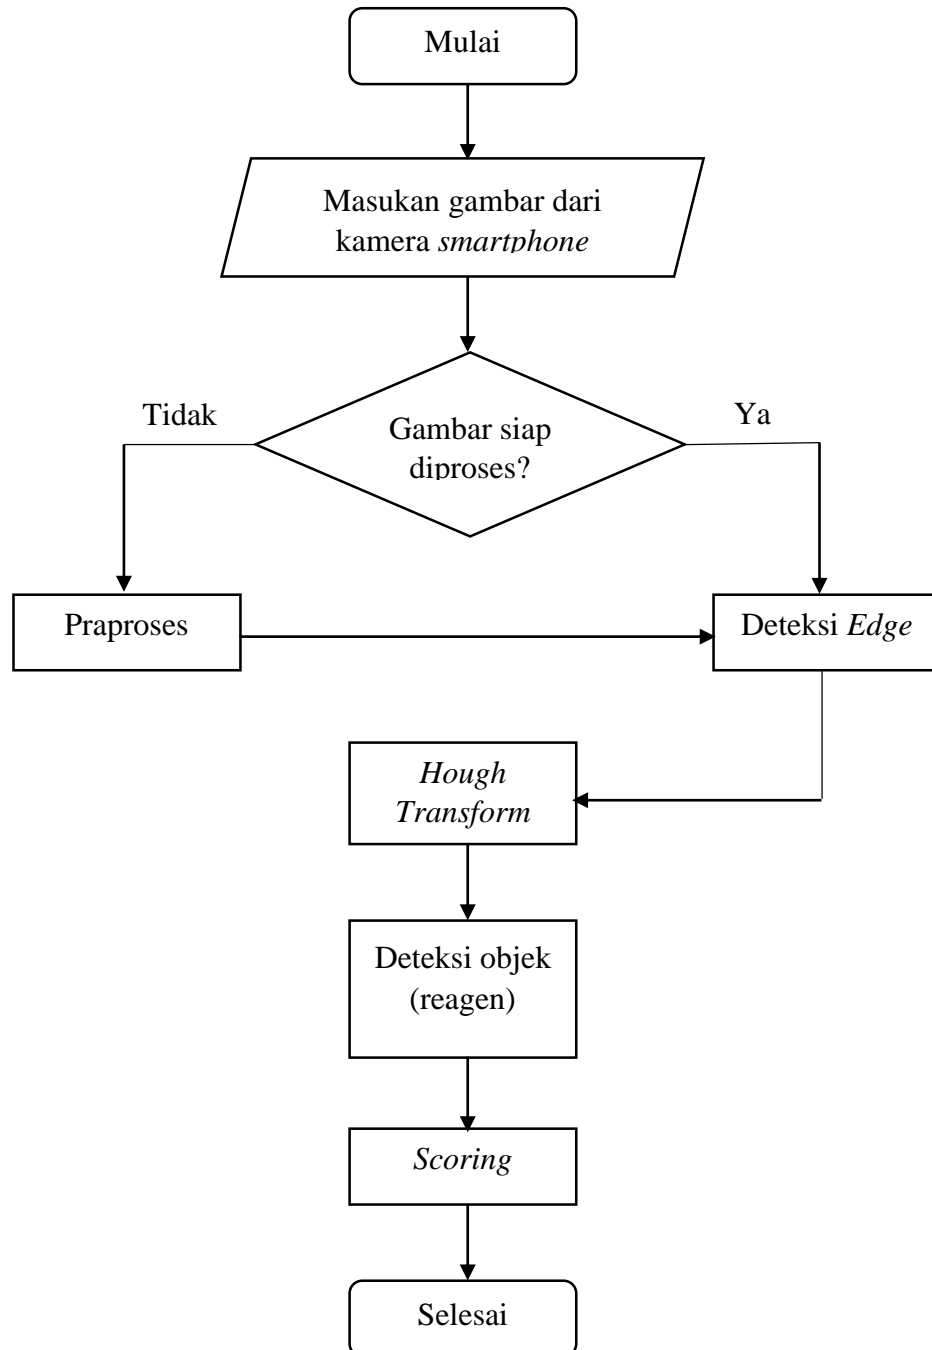 Mulai
Masukan gambar dari
kamera smartphone
Tidak
Ya
Gambar siap
diproses?
Praproses
Deteksi Edge
Hough
Transform
Deteksi objek
(reagen)
Scoring
Selesai